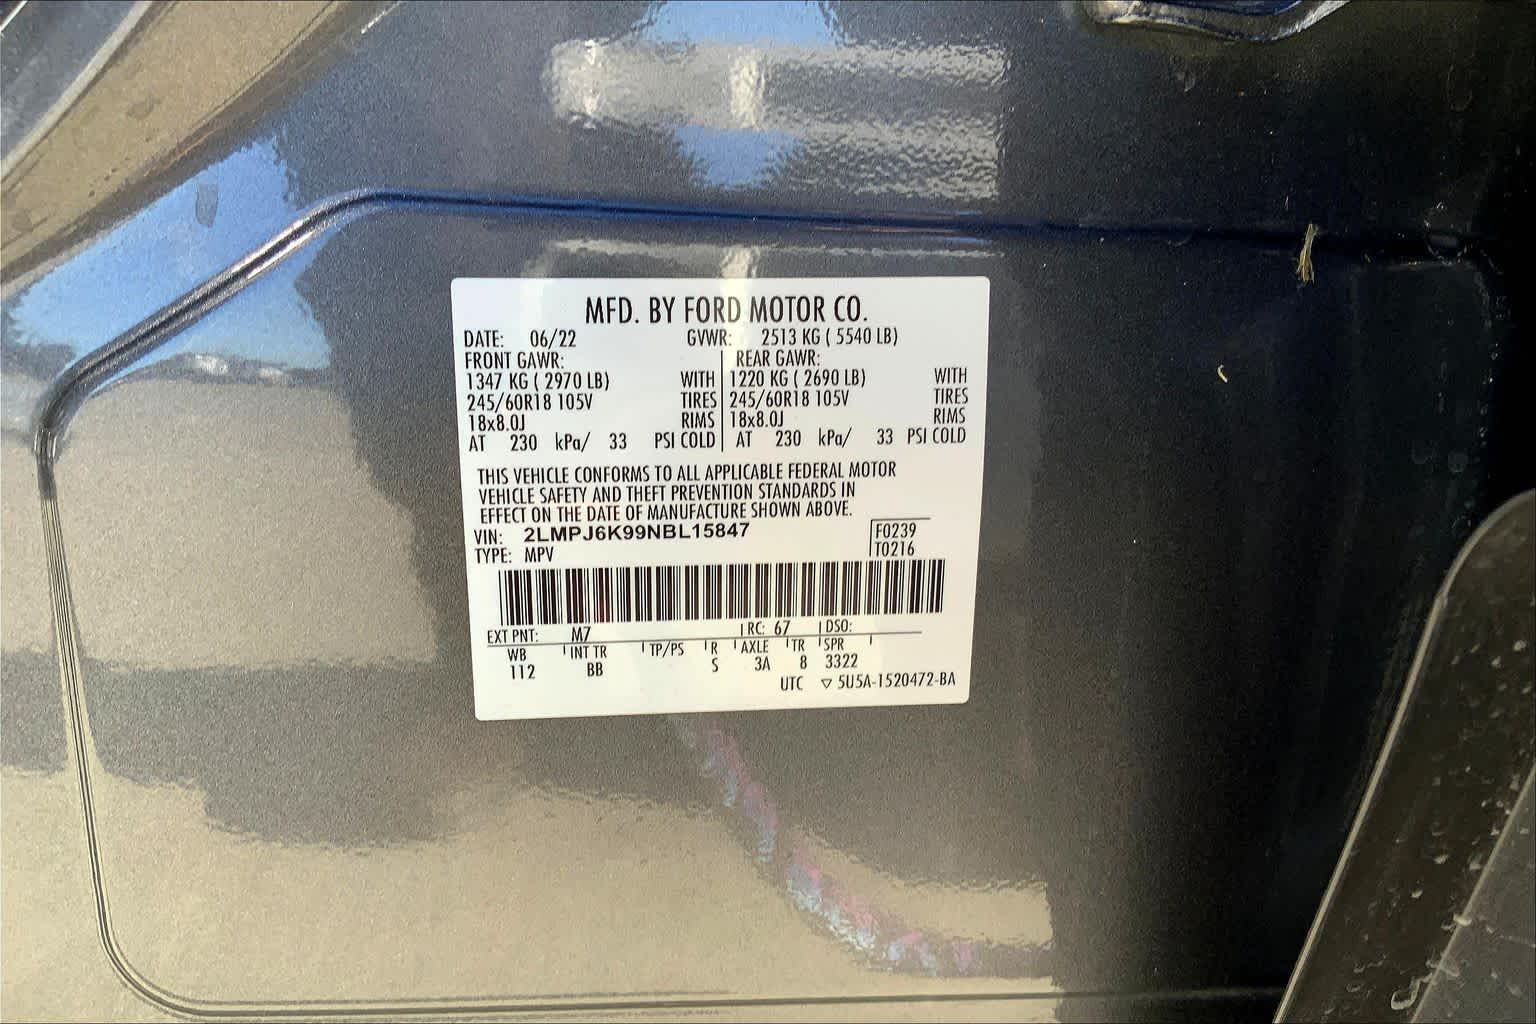 MFD. BY FORD MOTOR CO.
DATE: 06/22 GVWR: 2513 KG ( 5540 LB)
FRONT GAWR: REAR GAWR:
1347 KG ( 2970 LB) WITH 1220 KG ( 2690 LB) WITH
245/60R18 105V TIRES 245/60R18 105V TIRES
18x8.0J RIMS 18x8.0J RIMS
AT 230 kPa/ 33 PSI COLD AT 230 kPa/ 33 PSI COLD
THIS VEHICLE CONFORMS TO ALL APPLICABLE FEDERAL MOTOR
VEHICLE SAFETY AND THEFT PREVENTION STANDARDS IN
EFFECT ON THE DATE OF MANUFACTURE SHOWN ABOVE.
VIN: 2LMPJ6K99NBL15847 F0239
TYPE: MPV T0216
EXT PNT: M7 RC: 67 DSO:
WB INT TR TP/PS R AXLE TR SPR
112 BB S 3A 8 3322
UTC ▽ 5U5A-1520472-BA